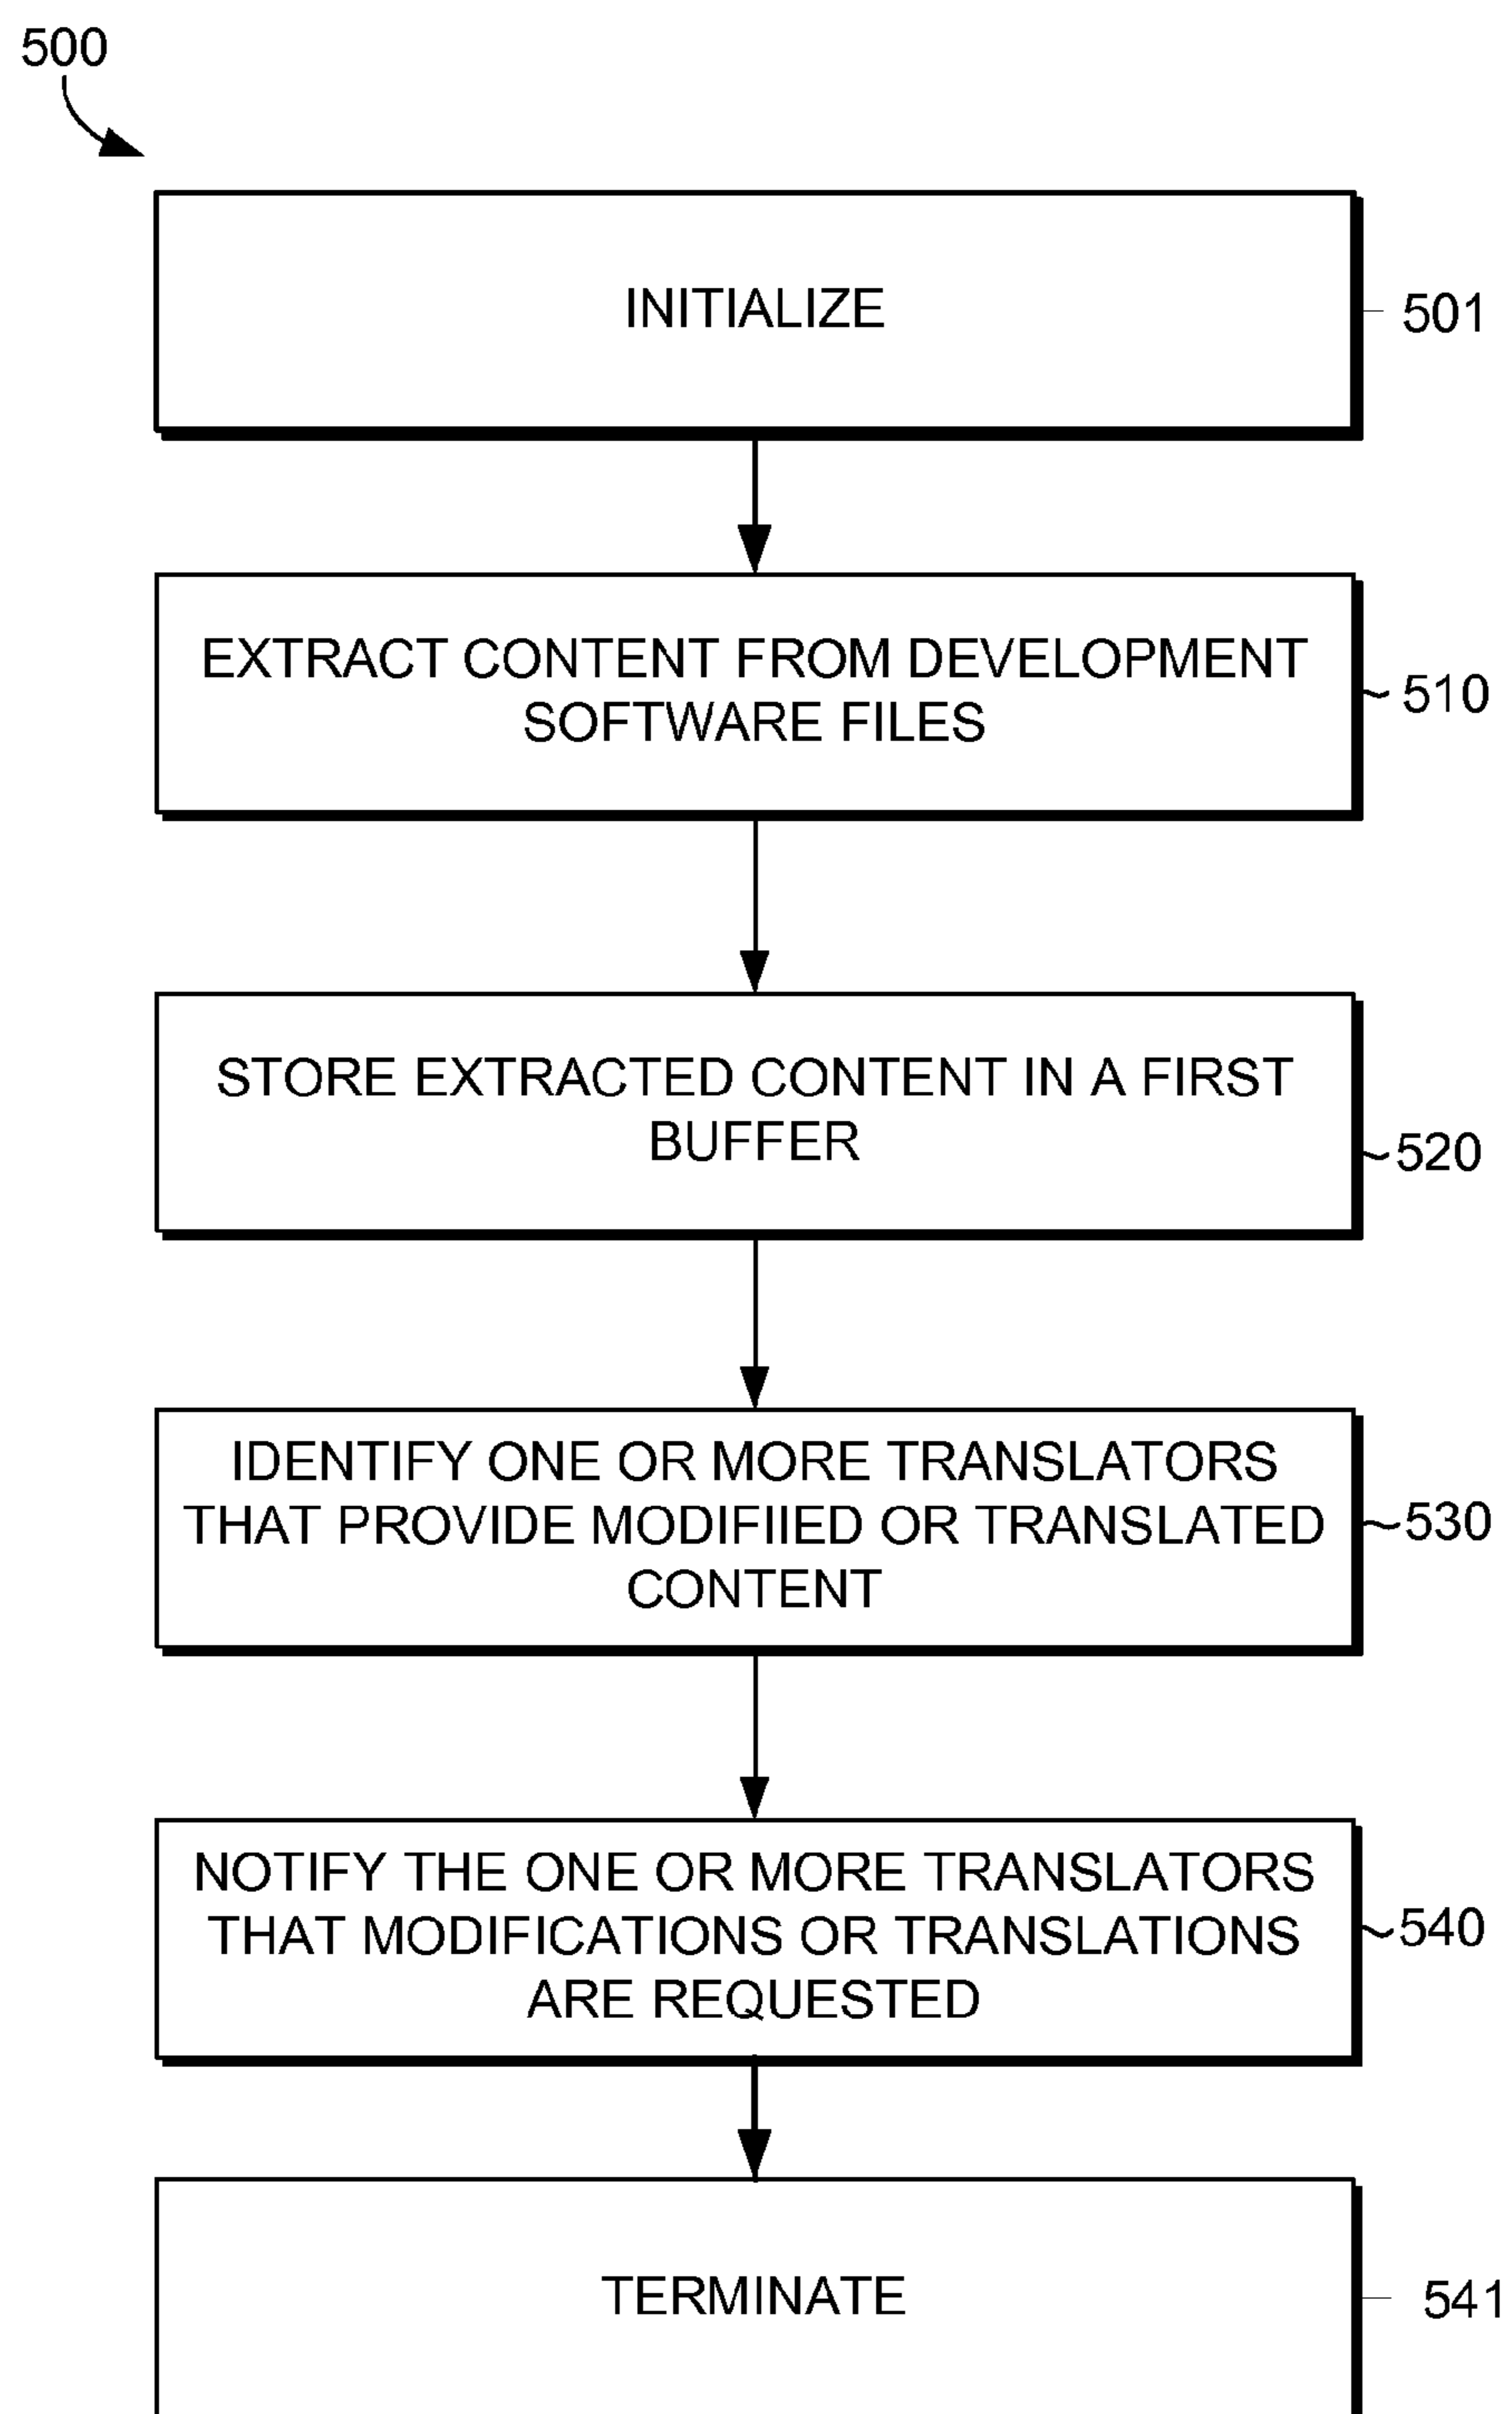 500
INITIALIZE
501
EXTRACT CONTENT FROM DEVELOPMENT
SOFTWARE FILES
510
STORE EXTRACTED CONTENT IN A FIRST
BUFFER
520
IDENTIFY ONE OR MORE TRANSLATORS
THAT PROVIDE MODIFIIED OR TRANSLATED
CONTENT
530
NOTIFY THE ONE OR MORE TRANSLATORS
THAT MODIFICATIONS OR TRANSLATIONS
ARE REQUESTED
540
TERMINATE
541